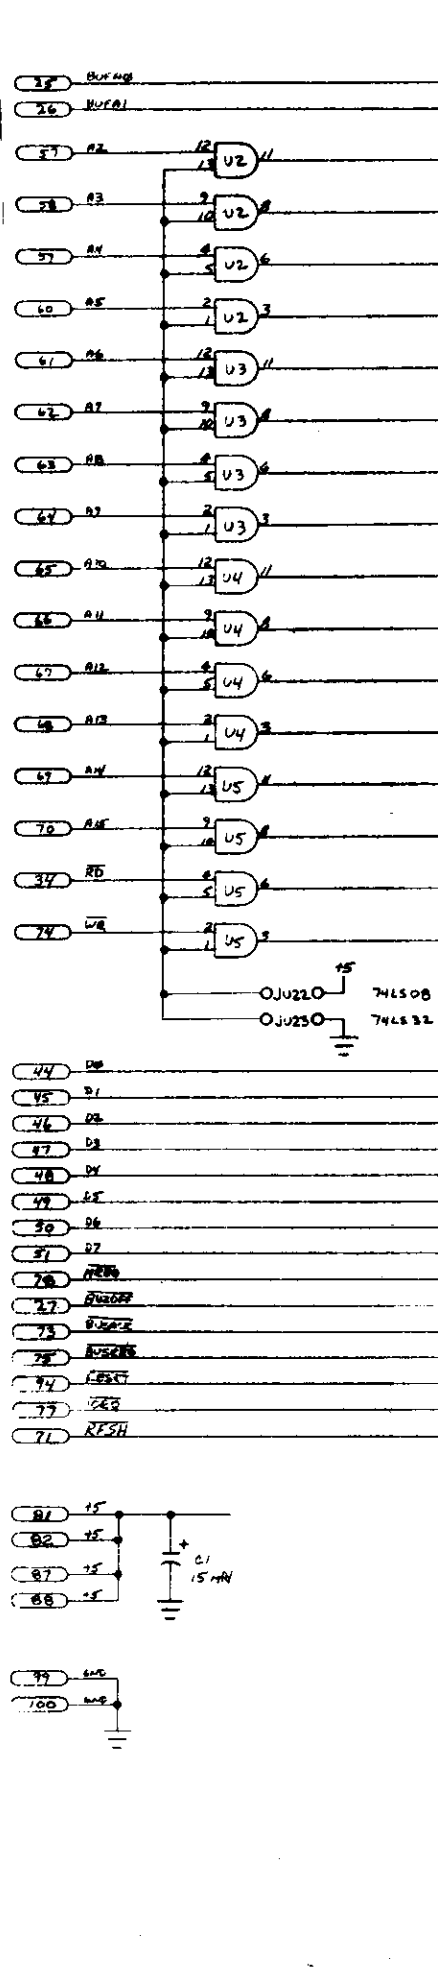 25 BUFA0
26 BUFA1
57 A2 12 13 U2 11
58 A3 9 10 U2 8
59 A4 4 5 U2 6
60 A5 2 1 U2 3
61 A6 12 13 U3 11
62 A7 9 10 U3 8
63 A8 4 5 U3 6
64 A9 2 1 U3 3
65 A10 12 13 U4 11
66 A11 9 10 U4 8
67 A12 4 5 U4 6
68 A13 2 1 U4 3
69 A14 12 13 U5 11
70 A15 9 10 U5 8
34 RD 4 5 U5 6
74 WR 2 1 U5 3
+5
JU22 74LS08
JU23 74LS32
44 D0
45 D1
46 D2
47 D3
48 D4
49 D5
50 D6
51 D7
78
27
73
75 BUSREQ
94 RESET
77
71 RFSH
81 +5
82 +5
87 +5
88 +5
+
C1
15
99 GND
100 GND